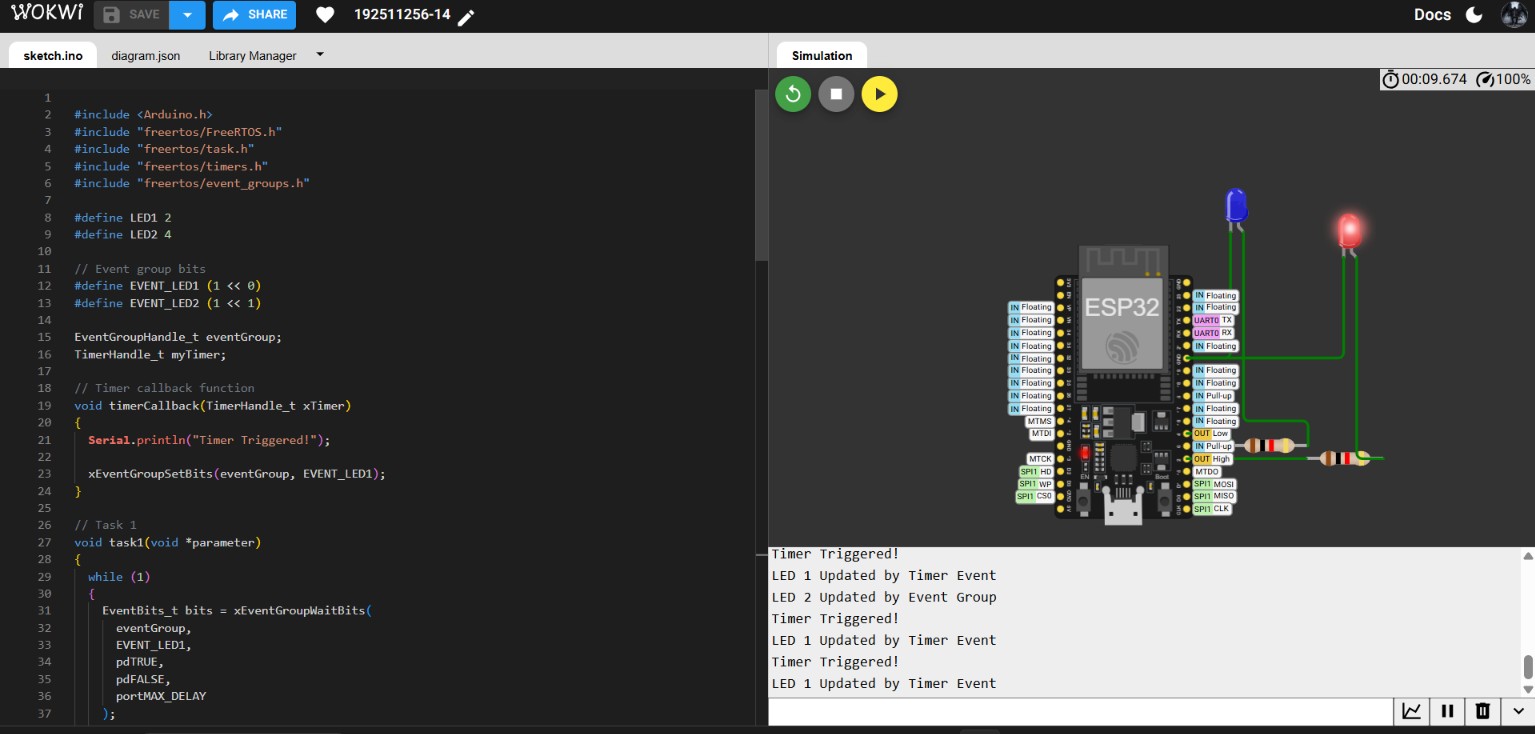 WOKWi
SAVE
SHARE
192511256-14
Docs
sketch.ino
diagram.json
Library Manager
Simulation
1
2 #include <Arduino.h>
3 #include "freertos/FreeRTOS.h"
4 #include "freertos/task.h"
5 #include "freertos/timers.h"
6 #include "freertos/event_groups.h"
7
8 #define LED1 2
9 #define LED2 4
10
11 // Event group bits
12 #define EVENT_LED1 (1 << 0)
13 #define EVENT_LED2 (1 << 1)
14
15 EventGroupHandle_t eventGroup;
16 TimerHandle_t myTimer;
17
18 // Timer callback function
19 void timerCallback(TimerHandle_t xTimer)
20 {
21 Serial.println("Timer Triggered!");
22
23 xEventGroupSetBits(eventGroup, EVENT_LED1);
24 }
25
26 // Task 1
27 void task1(void *parameter)
28 {
29 while (1)
30 {
31 EventBits_t bits = xEventGroupWaitBits(
32 eventGroup,
33 EVENT_LED1,
34 pdTRUE,
35 pdFALSE,
36 portMAX_DELAY
37 );
00:09.674 100%
ESP32
IN Floating
IN Floating
IN Floating
IN Floating
IN Floating
IN Floating
IN Floating
IN Floating
IN Floating
MTMS
MTDI
MTCK
SPI1 HD
SPI1 WP
SPI1 CS0
EN
Boot
IN Floating
IN Floating
UART0 TX
UART0 RX
IN Floating
IN Floating
IN Floating
IN Pull-up
IN Floating
IN Floating
OUT Low
IN Pull-up
OUT High
MTDO
SPI1 MOSI
SPI1 MISO
SPI1 CLK
Timer Triggered!
LED 1 Updated by Timer Event
LED 2 Updated by Event Group
Timer Triggered!
LED 1 Updated by Timer Event
Timer Triggered!
LED 1 Updated by Timer Event